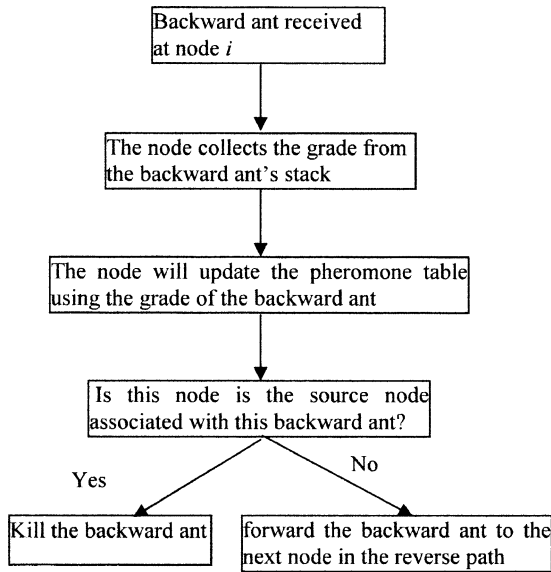 Backward ant received
at node i
The node collects the grade from
the backward ant's stack
The node will update the pheromone table
using the grade of the backward ant
Is this node is the source node
associated with this backward ant?
Yes
No
Kill the backward ant
forward the backward ant to the
next node in the reverse path